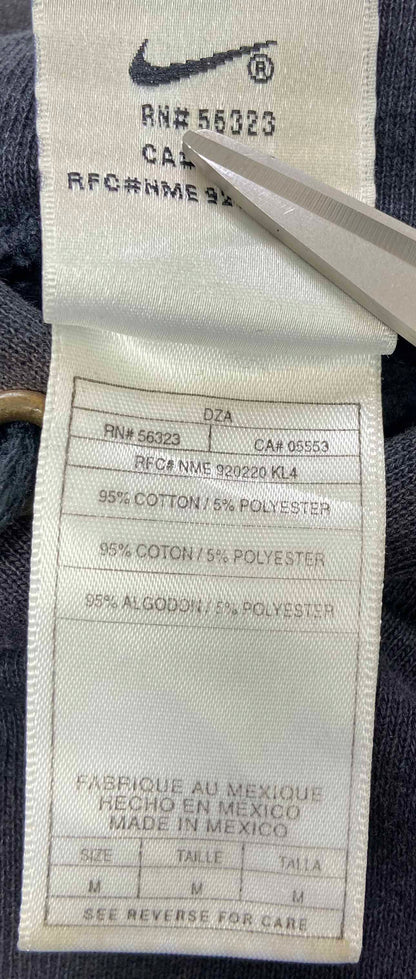 ®
RN# 56323
CA#
RFC#NME 92
DZA
RN# 56323 CA# 05553
RFC# NME 920220 KL4
95% COTTON / 5% POLYESTER
95% COTON / 5% POLYESTER
95% ALGODON / 5% POLYESTER
FABRIQUE AU MEXIQUE
HECHO EN MEXICO
MADE IN MEXICO
SIZE TAILLE TALLA
M M M
SEE REVERSE FOR CARE